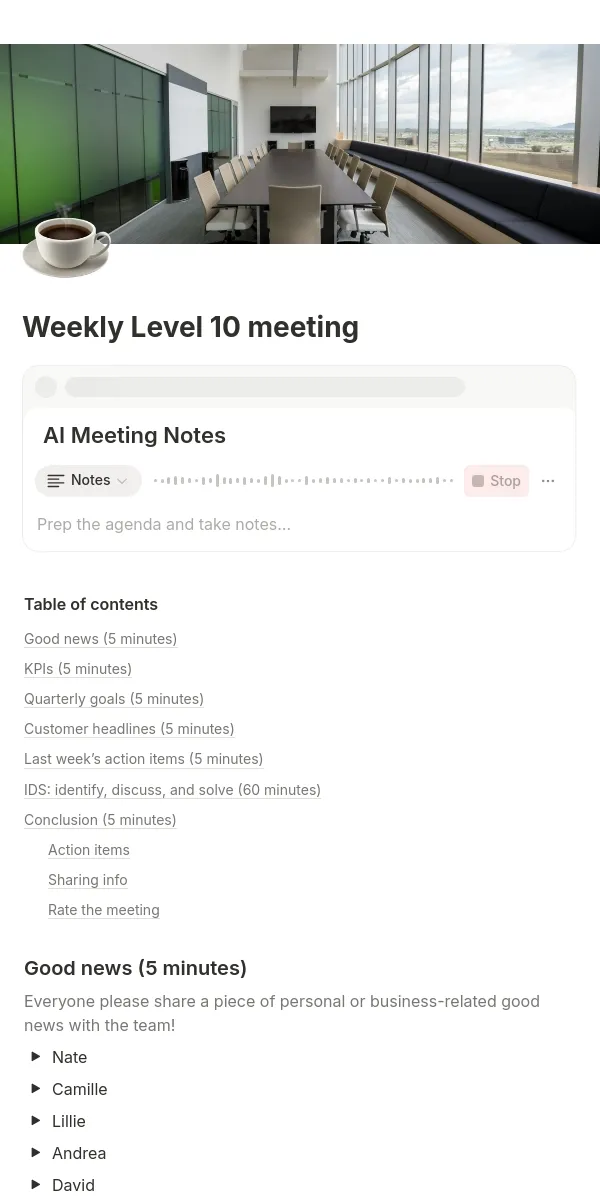 Weekly Level 10 meeting
AI Meeting Notes
Notes
Stop
Prep the agenda and take notes...
Table of contents
Good news (5 minutes)
KPIs (5 minutes)
Quarterly goals (5 minutes)
Customer headlines (5 minutes)
Last week’s action items (5 minutes)
IDS: identify, discuss, and solve (60 minutes)
Conclusion (5 minutes)
Action items
Sharing info
Rate the meeting
Good news (5 minutes)
Everyone please share a piece of personal or business-related good
news with the team!
Nate
Camille
Lillie
Andrea
David